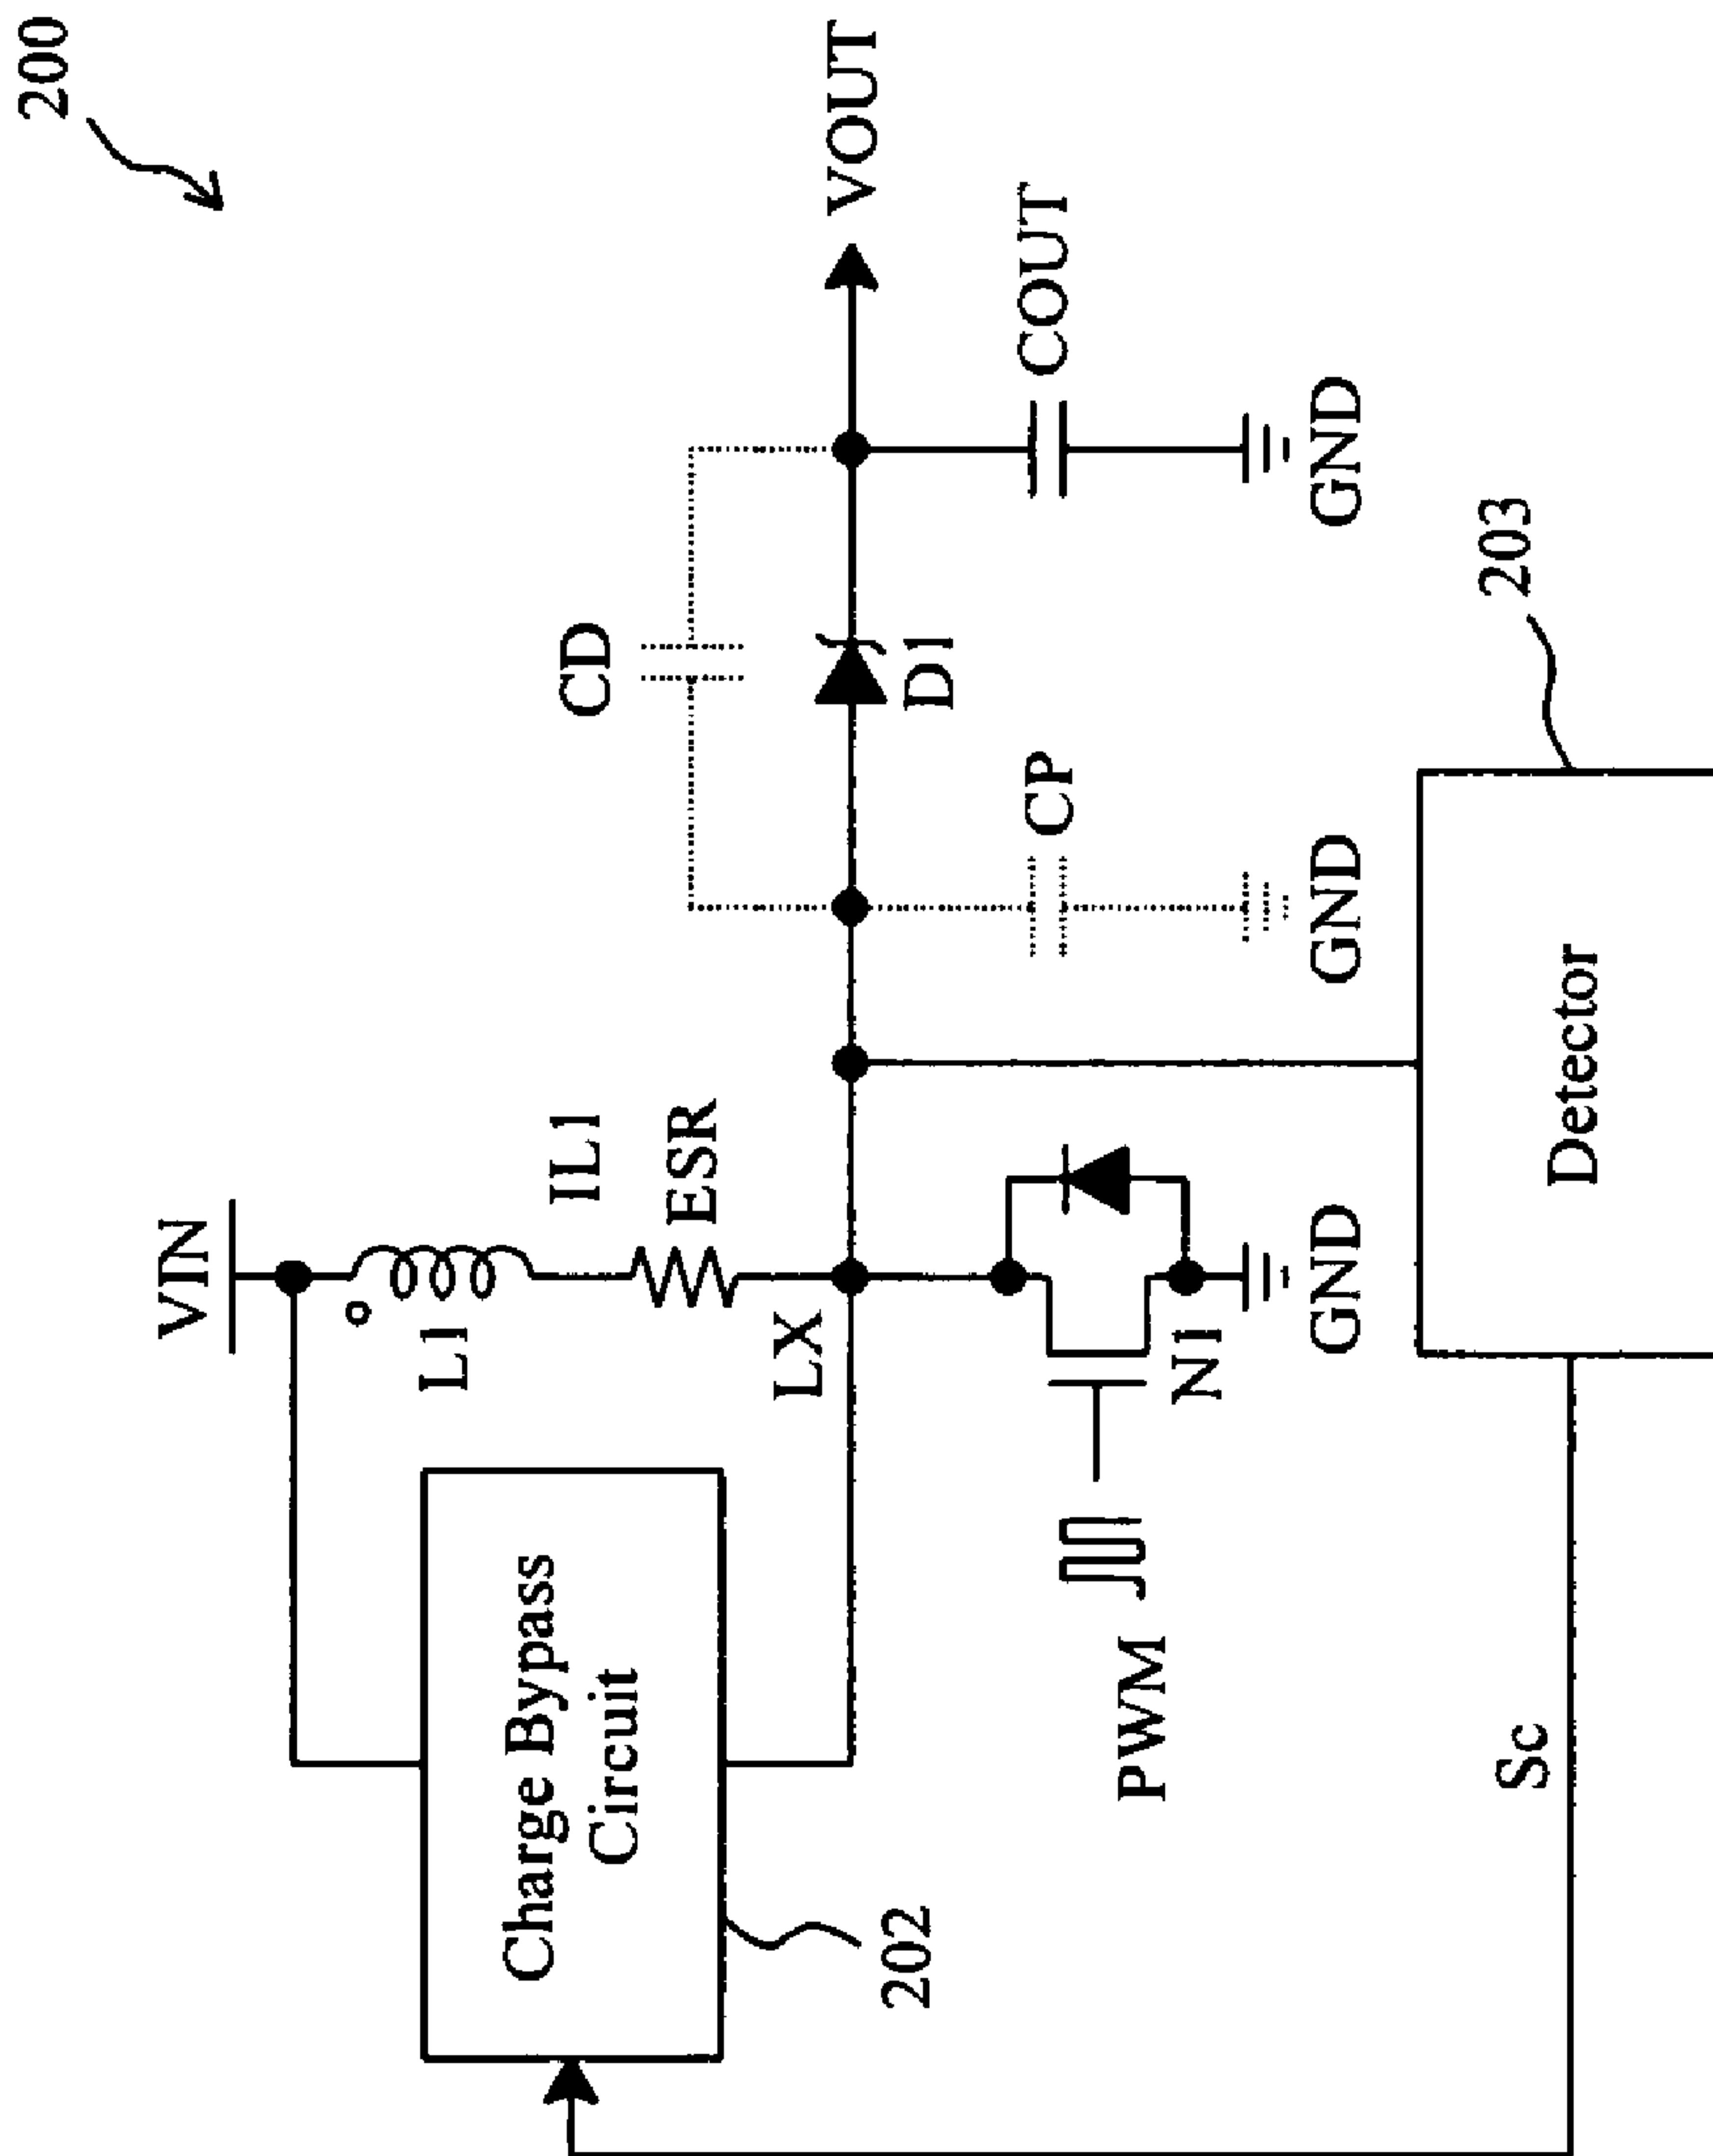 200
VIN
L1
IL1
ESR
LX
Charge Bypass
Circuit
202
CD
D1
VOUT
CP
COUT
PWM
N1
GND
GND
GND
Sc
Detector
203